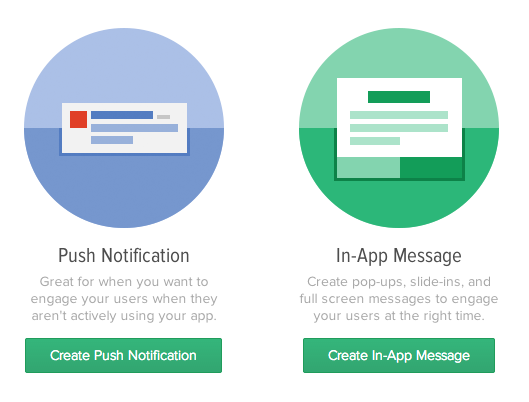 Push Notification
Great for when you want to
engage your users when they
aren't actively using your app.
Create Push Notification
In-App Message
Create pop-ups, slide-ins, and
full screen messages to engage
your users at the right time.
Create In-App Message